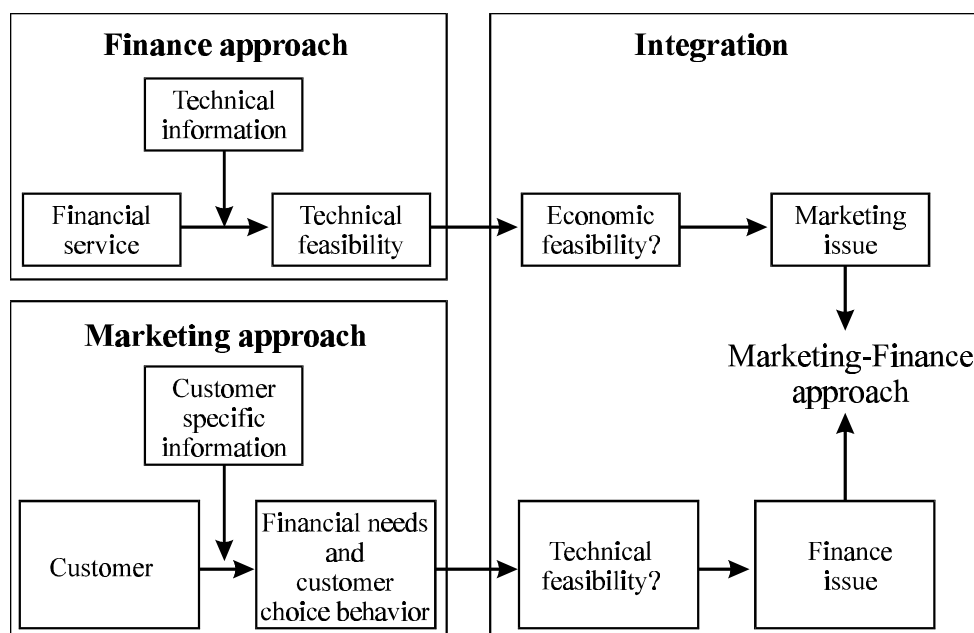 Finance approach
Technical
information
Financial
service
Technical
feasibility
Marketing approach
Customer
specific
information
Customer
Financial needs
and
customer
choice behavior
Integration
Economic
feasibility?
Marketing
issue
Marketing-Finance
approach
Technical
feasibility?
Finance
issue